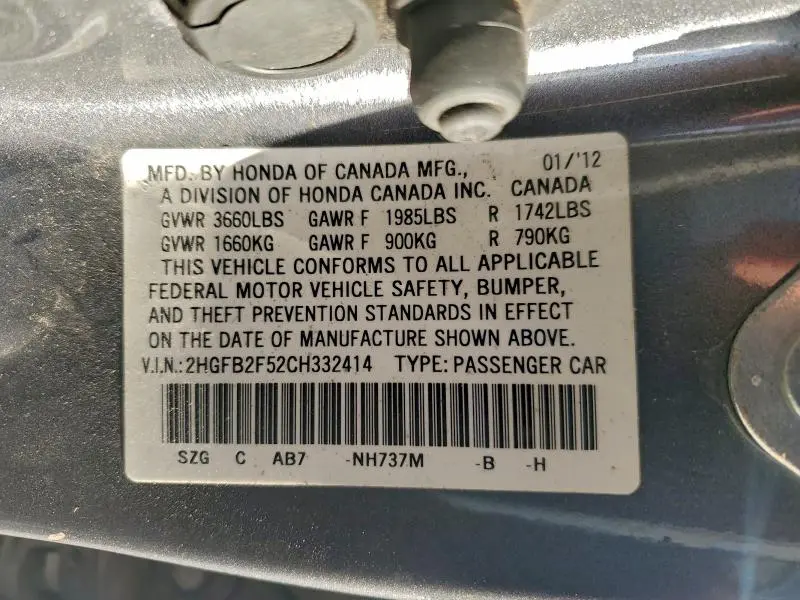 MFD. BY HONDA OF CANADA MFG., 01/'12
A DIVISION OF HONDA CANADA INC. CANADA
GVWR 3660LBS GAWR F 1985LBS R 1742LBS
GVWR 1660KG GAWR F 900KG R 790KG
THIS VEHICLE CONFORMS TO ALL APPLICABLE
FEDERAL MOTOR VEHICLE SAFETY, BUMPER,
AND THEFT PREVENTION STANDARDS IN EFFECT
ON THE DATE OF MANUFACTURE SHOWN ABOVE.
V.I.N.:2HGFB2F52CH332414 TYPE:PASSENGER CAR
SZG C AB7 -NH737M -B -H